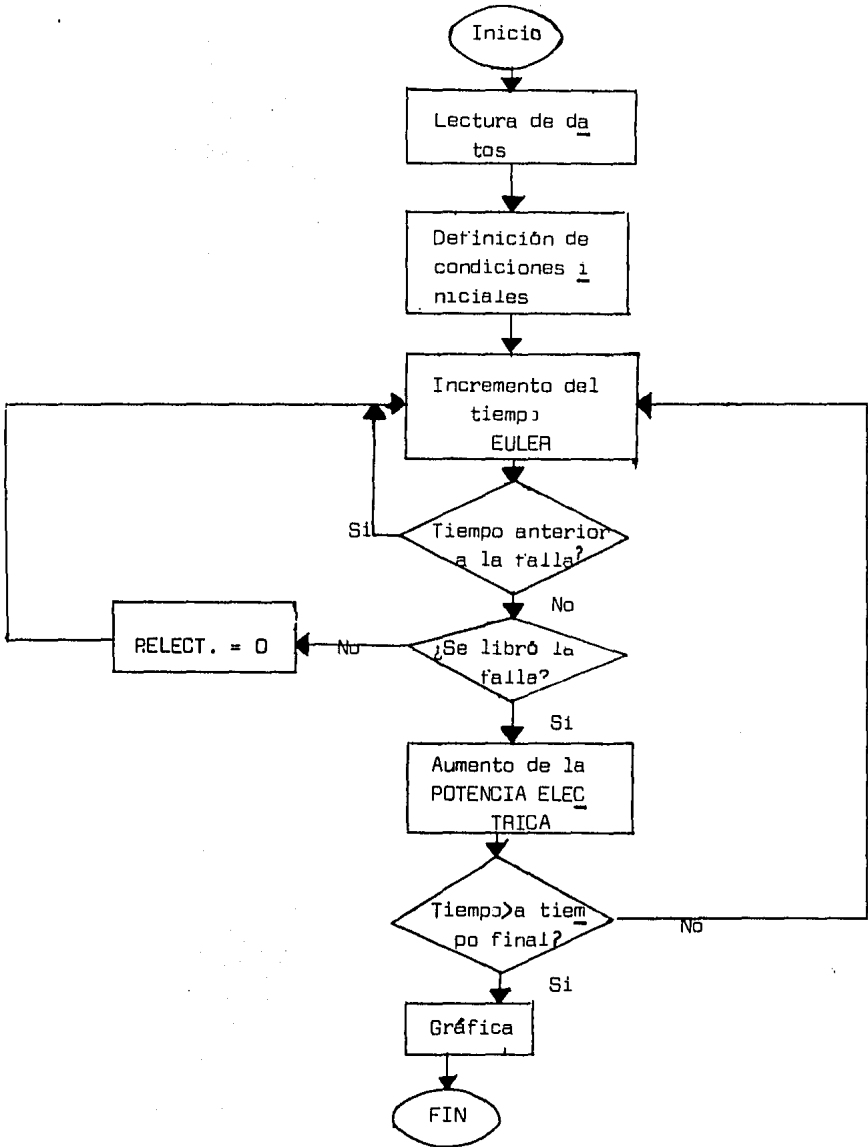 Inicio
Lectura de da
tos
Definición de
condiciones i
niciales
Incremento del
tiempo
EULER
Si
Tiempo anterior
a la falla?
No
RELECT. = 0
No
¿Se libró la
falla?
Si
Aumento de la
POTENCIA ELEC
TRICA
Tiempo>a tiem
po final?
No
Si
Gráfica
FIN